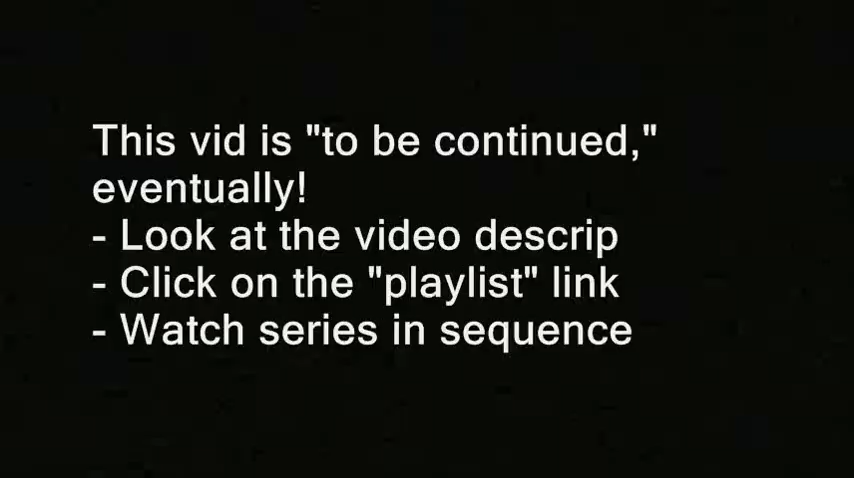 This vid is "to be continued,"
eventually!
- Look at the video descrip
- Click on the "playlist" link
- Watch series in sequence